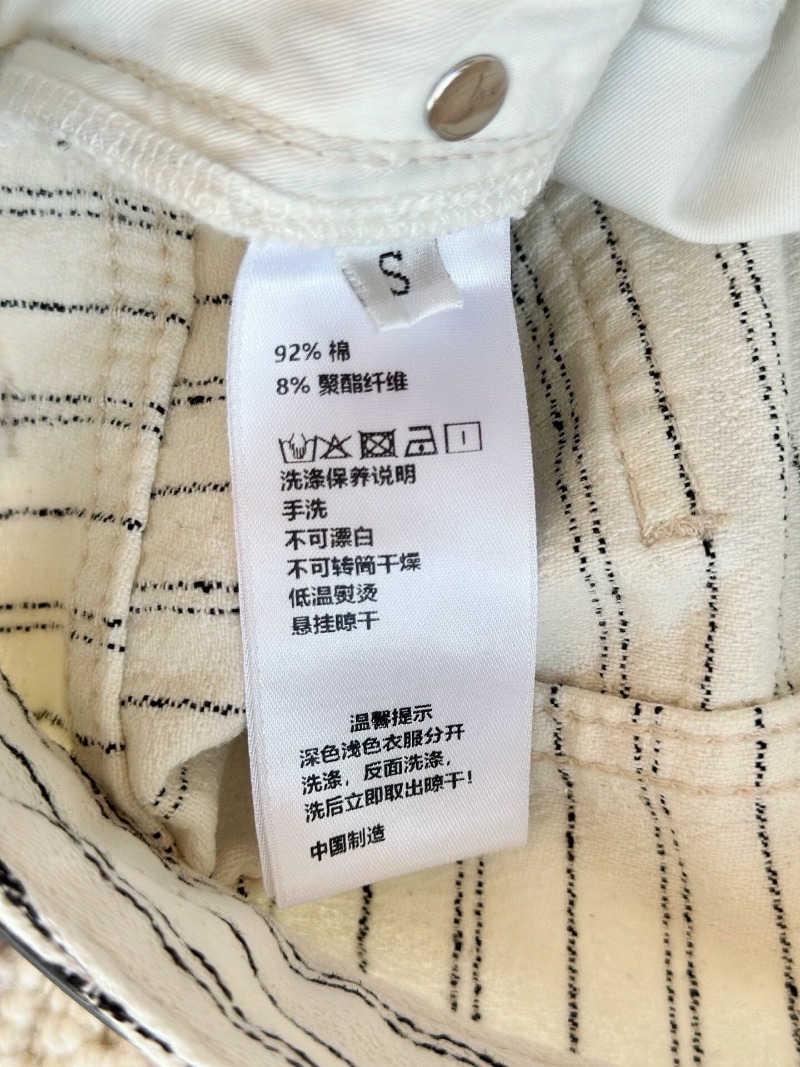 S
92% 棉
8% 聚酯纤维
洗涤保养说明
手洗
不可漂白
不可转筒干燥
低温熨烫
悬挂晾干
温馨提示
深色浅色衣服分开
洗涤，反面洗涤，
洗后立即取出晾干！
中国制造